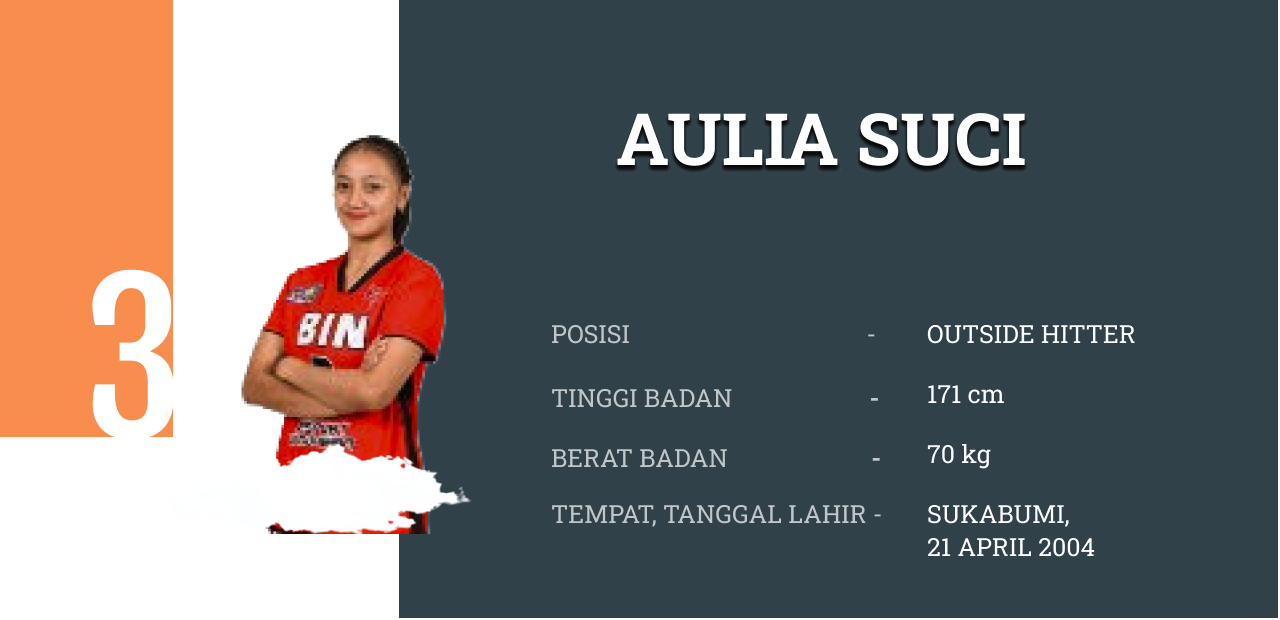 AULIA SUCI
3
BIN
POSISI - OUTSIDE HITTER
TINGGI BADAN - 171 cm
BERAT BADAN - 70 kg
TEMPAT, TANGGAL LAHIR - SUKABUMI,
21 APRIL 2004